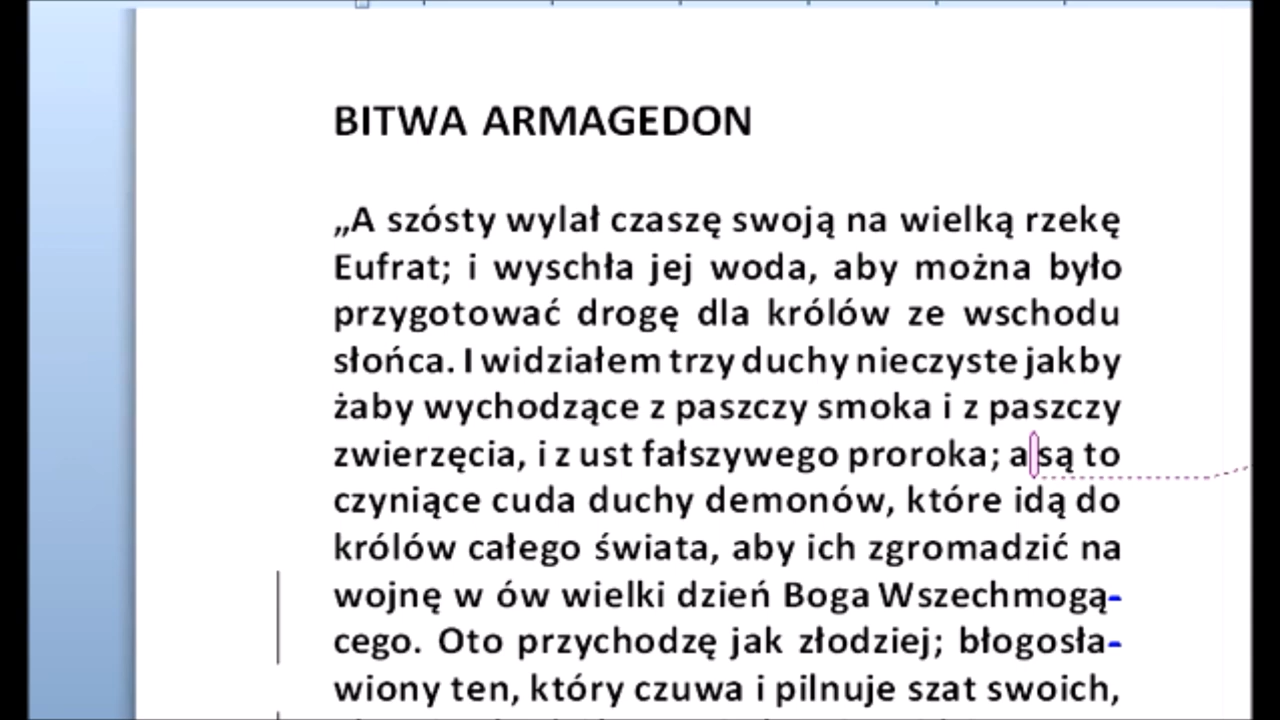 BITWA ARMAGEDON
„A szósty wylał czaszę swoją na wielką rzekę
Eufrat; i wyschła jej woda, aby można było
przygotować drogę dla królów ze wschodu
słońca. I widziałem trzy duchy nieczyste jakby
żaby wychodzące z paszczy smoka i z paszczy
zwierzęcia, i z ust fałszywego proroka; a są to
czyniące cuda duchy demonów, które idą do
królów całego świata, aby ich zgromadzić na
wojnę w ów wielki dzień Boga Wszechmogą-
cego. Oto przychodzę jak złodziej; błogosła-
wiony ten, który czuwa i pilnuje szat swoich,